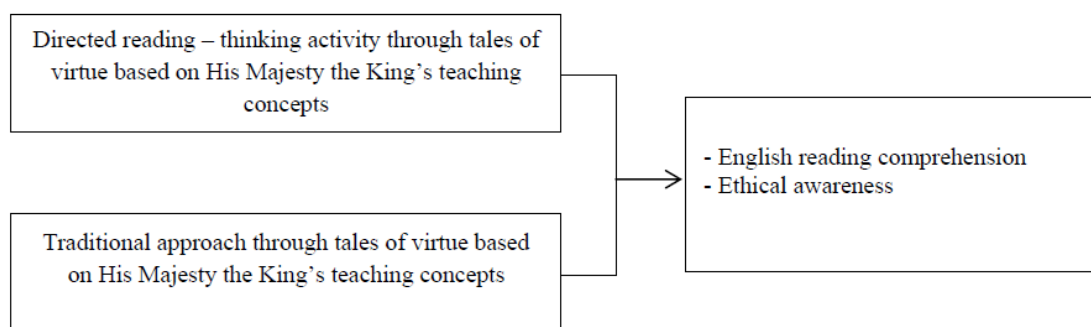 Directed reading – thinking activity through tales of
virtue based on His Majesty the King’s teaching
concepts
Traditional approach through tales of virtue based
on His Majesty the King’s teaching concepts
- English reading comprehension
- Ethical awareness